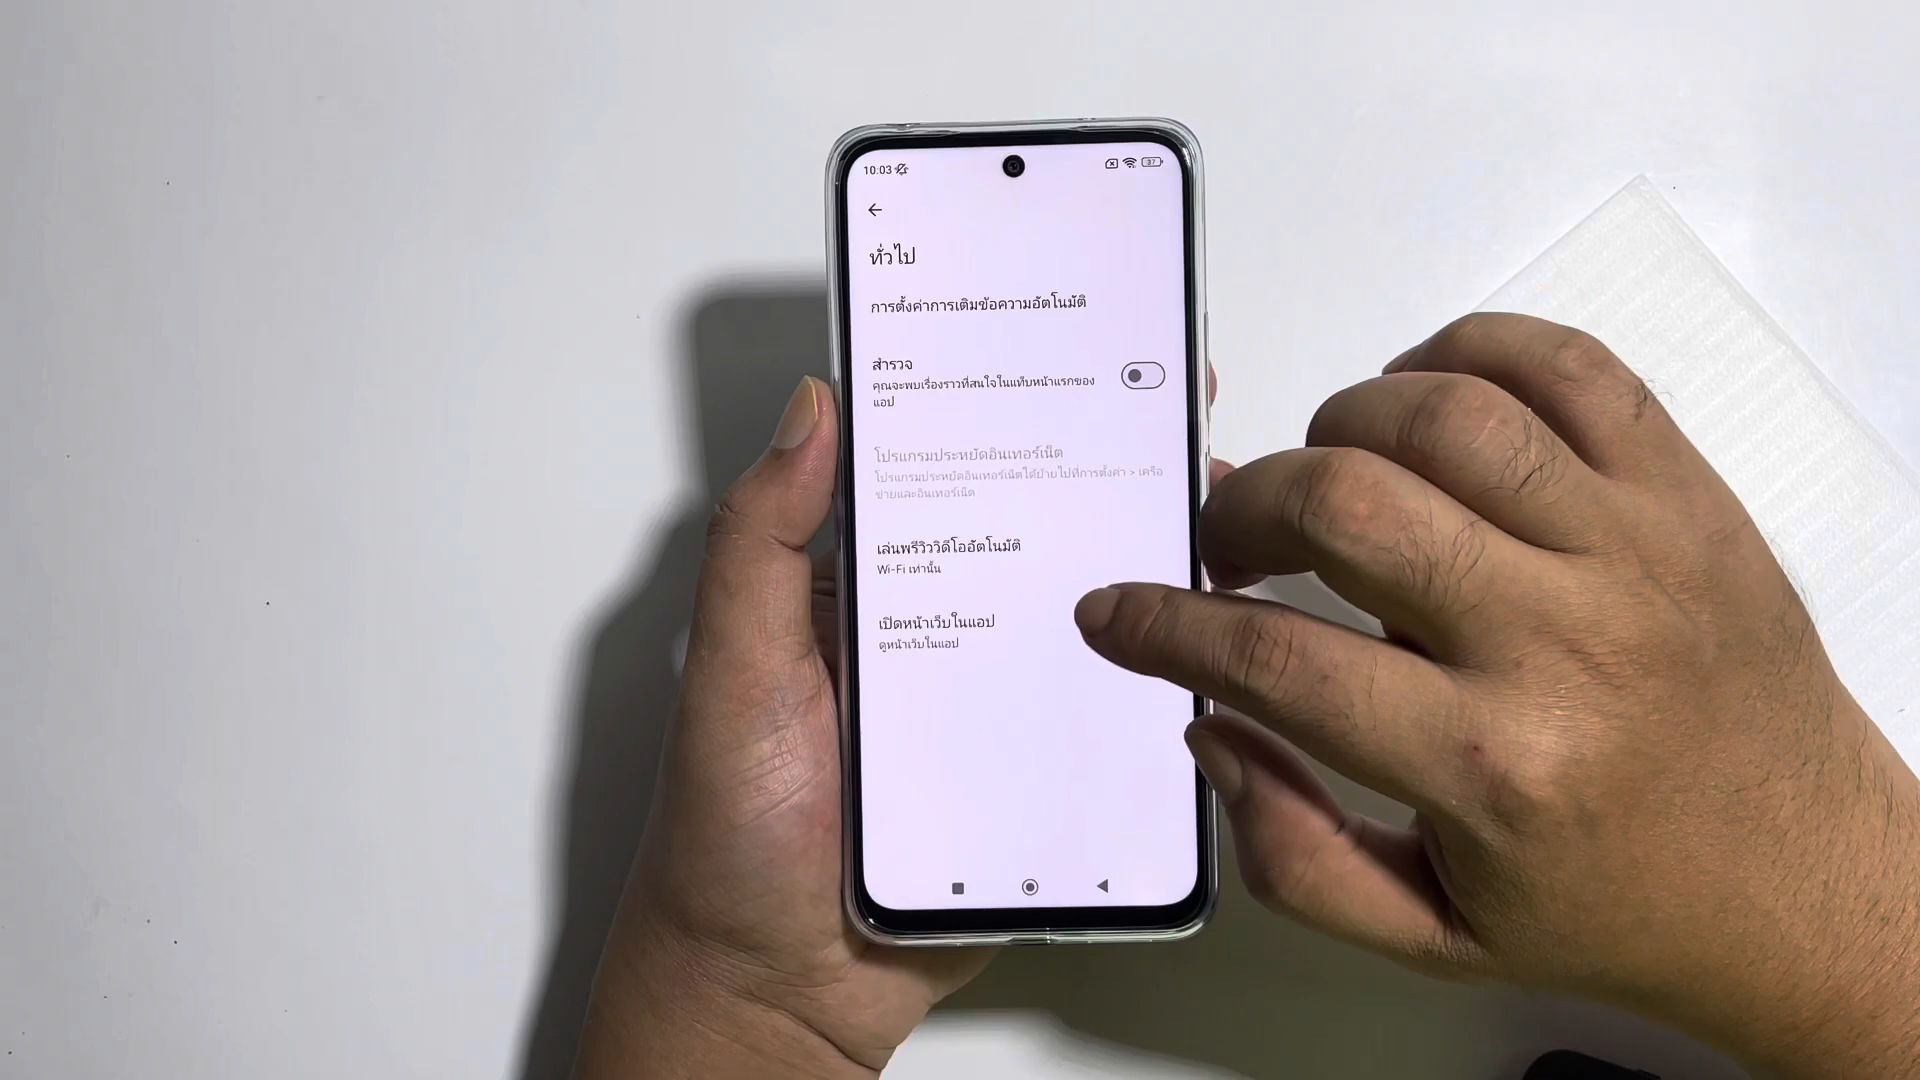 10:03
37
ทั่วไป
การตั้งค่าการเติมข้อความอัตโนมัติ
สำรวจ
คุณจะพบเรื่องราวที่สนใจในแท็บหน้าแรกของ
แอป
โปรแกรมประหยัดอินเทอร์เน็ต
โปรแกรมประหยัดอินเทอร์เน็ตได้ย้ายไปที่การตั้งค่า > เครือ
ข่ายและอินเทอร์เน็ต
เล่นพรีวิววิดีโออัตโนมัติ
Wi-Fi เท่านั้น
เปิดหน้าเว็บในแอป
ดูหน้าเว็บในแอป